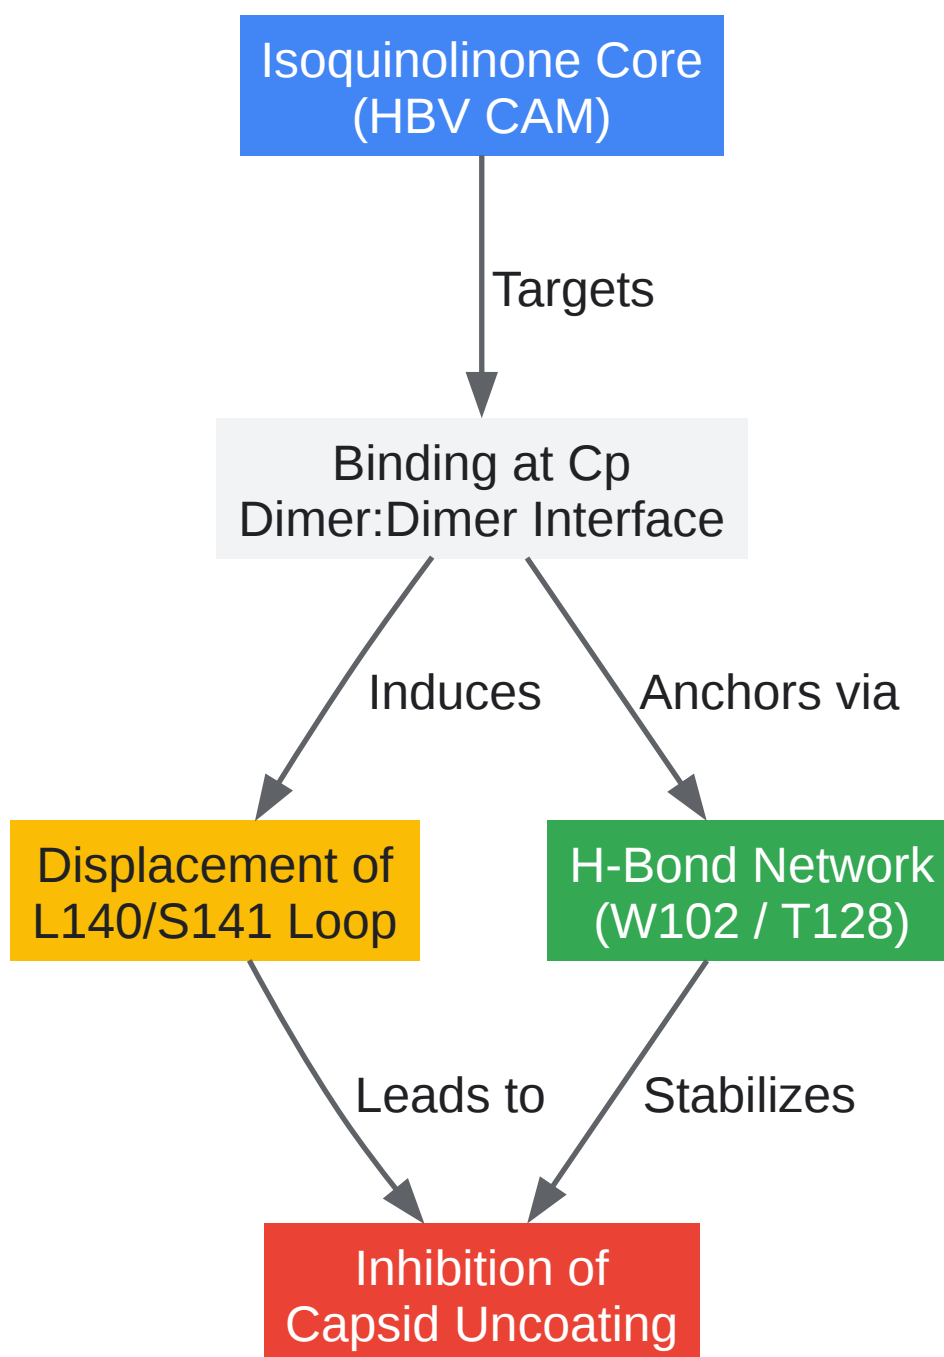 Isoquinolinone Core
(HBV CAM)
Targets
Binding at Cp
Dimer:Dimer Interface
Induces
Anchors via
Displacement of
L140/S141 Loop
H-Bond Network
(W102 / T128)
Leads to
Stabilizes
Inhibition of
Capsid Uncoating